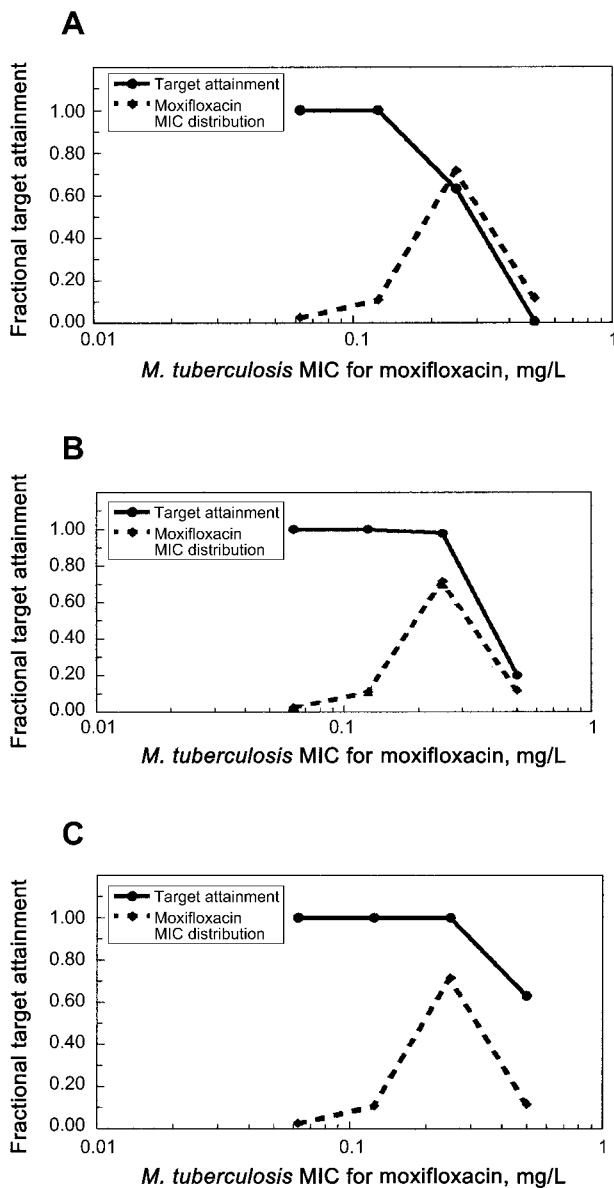 A
Fractional target attainment
Target attainment
Moxifloxacin
MIC distribution
1.00
0.80
0.60
0.40
0.20
0.00
0.01
0.1
1
M. tuberculosis MIC for moxifloxacin, mg/L
B
Fractional target attainment
Target attainment
Moxifloxacin
MIC distribution
1.00
0.80
0.60
0.40
0.20
0.00
0.01
0.1
1
M. tuberculosis MIC for moxifloxacin, mg/L
C
Fractional target attainment
Target attainment
Moxifloxacin
MIC distribution
1.00
0.80
0.60
0.40
0.20
0.00
0.01
0.1
1
M. tuberculosis MIC for moxifloxacin, mg/L